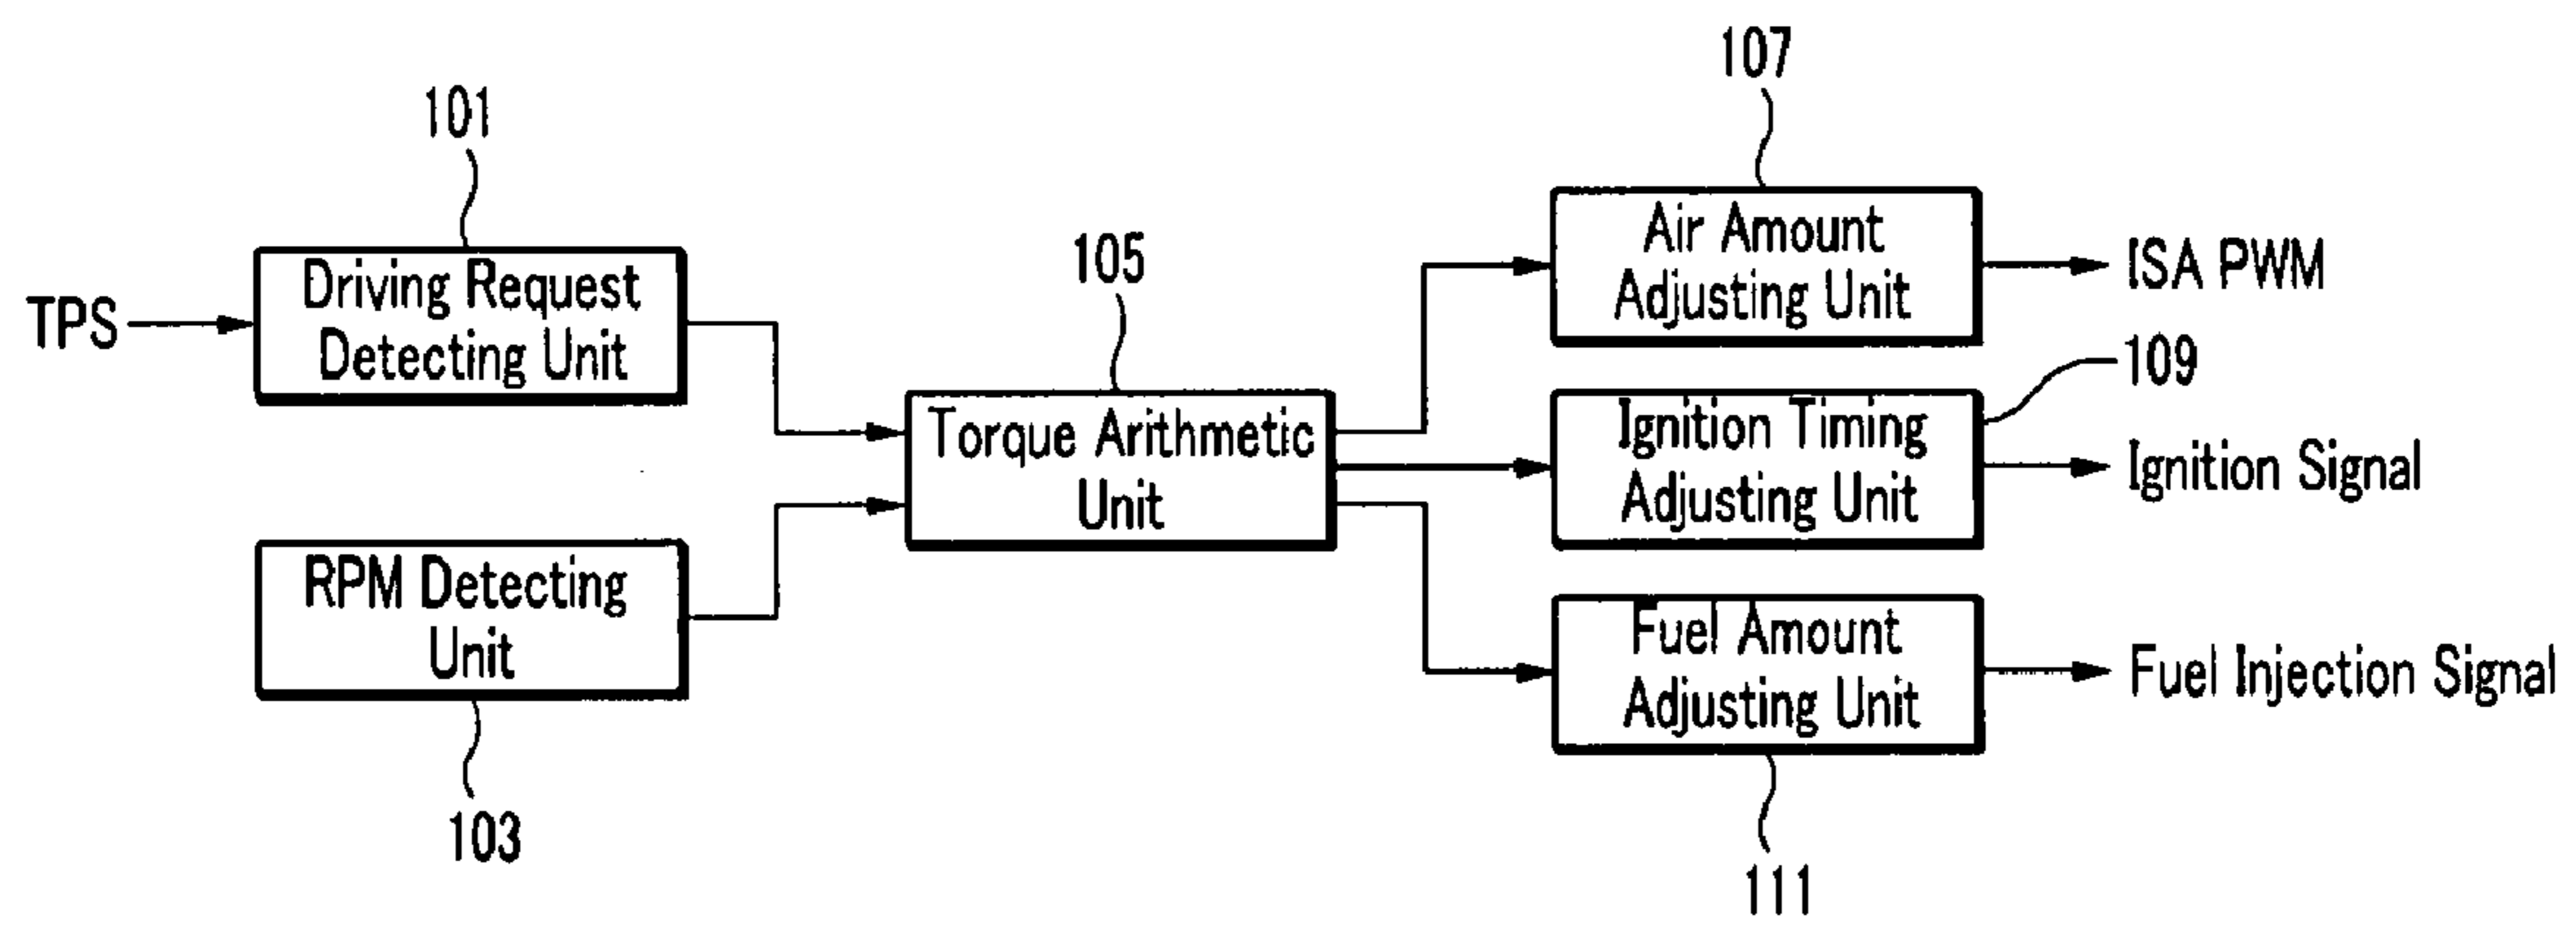 101
TPS
Driving Request
Detecting Unit
RPM Detecting
Unit
103
105
Torque Arithmetic
Unit
107
Air Amount
Adjusting Unit
ISA PWM
109
Ignition Timing
Adjusting Unit
Ignition Signal
Fuel Amount
Adjusting Unit
Fuel Injection Signal
111